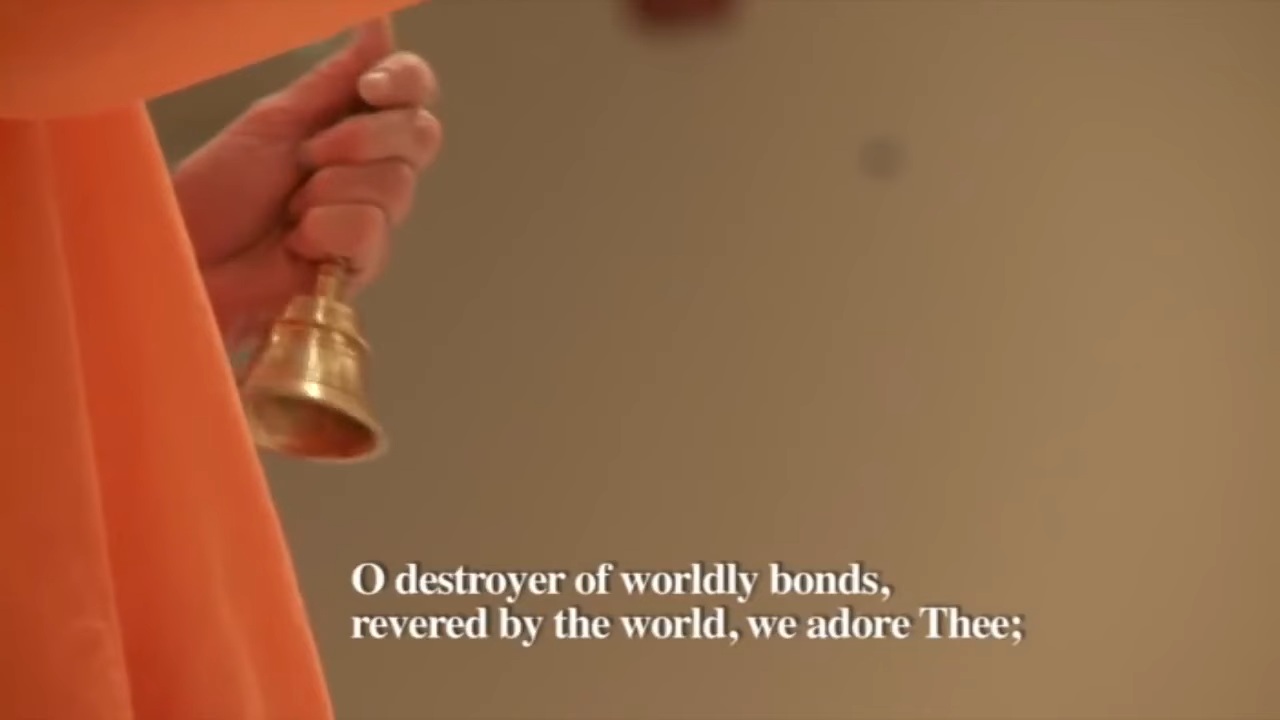 O destroyer of worldly bonds,
revered by the world, we adore Thee;